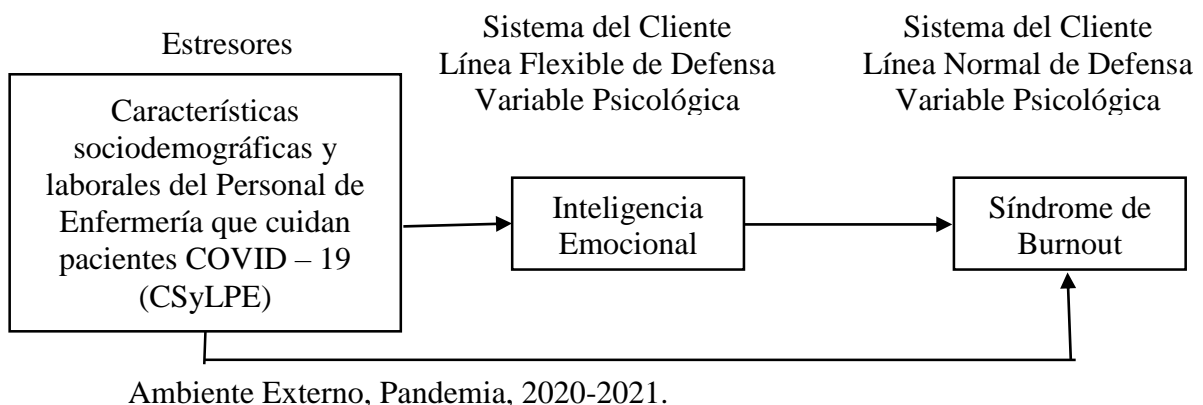 Estresores
Características
sociodemográficas y
laborales del Personal de
Enfermería que cuidan
pacientes COVID – 19
(CSyLPE)
Sistema del Cliente
Línea Flexible de Defensa
Variable Psicológica
Inteligencia
Emocional
Sistema del Cliente
Línea Normal de Defensa
Variable Psicológica
Síndrome de
Burnout
Ambiente Externo, Pandemia, 2020-2021.